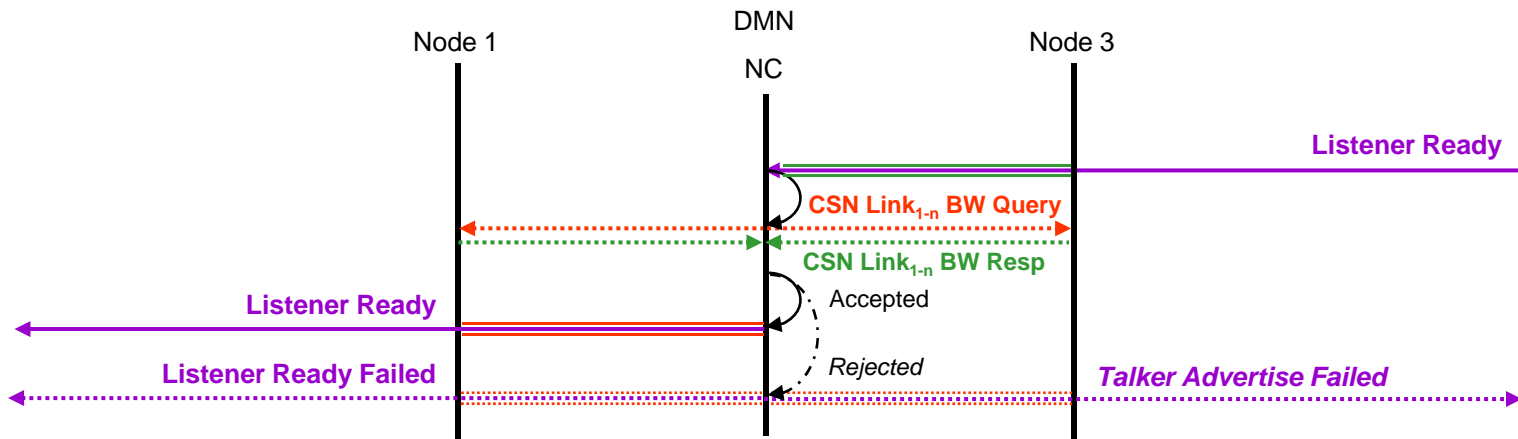 DMN
Node 1
Node 3
NC
Listener Ready
CSN Link1-n BW Query
CSN Link1-n BW Resp
Listener Ready
Accepted
Listener Ready Failed
Rejected
Talker Advertise Failed